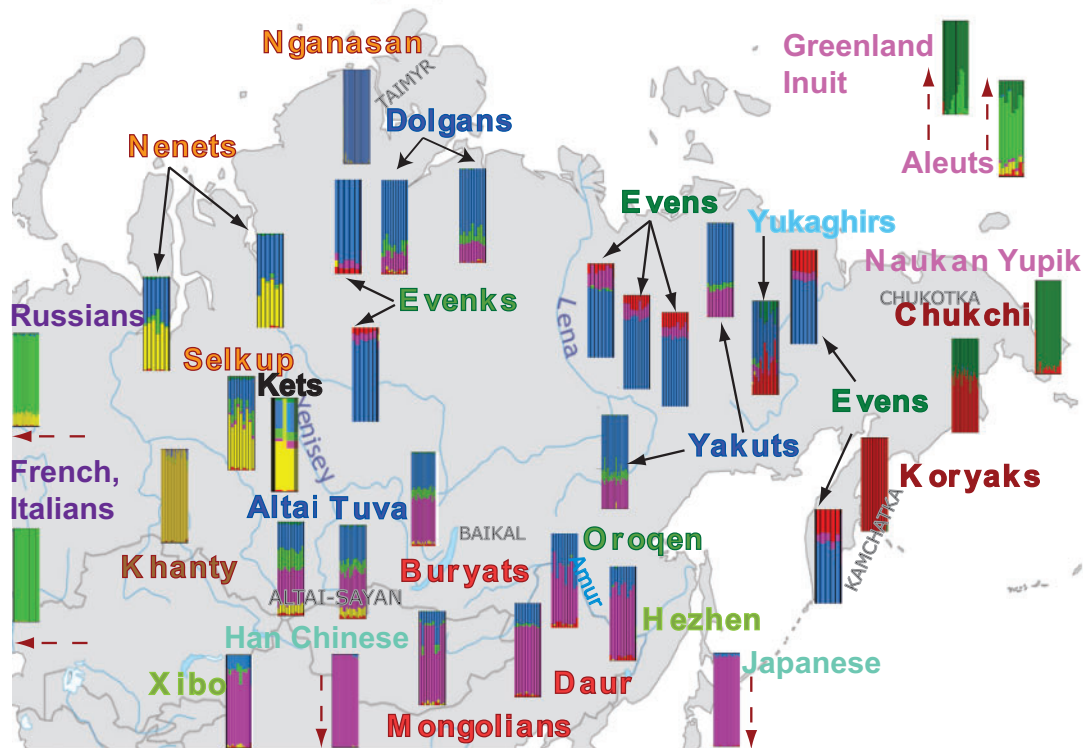 Nganasan
TAIMYR
Dolgans
Nenets
Greenland
Inuit
Aleuts
Evens
Yukaghirs
Naukan Yupik
CHUKOTKA
Chukchi
Evenks
Lena
Russians
Selkup
Kets
Yenisey
Evens
Yakuts
Koryaks
KAMCHATKA
French,
Italians
Khanty
Altai
Tuva
BAIKAL
Buryats
Oroqen
Amur
ALTAI-SAYAN
Han Chinese
Hezhen
Japanese
Xibo
Daur
Mongolians